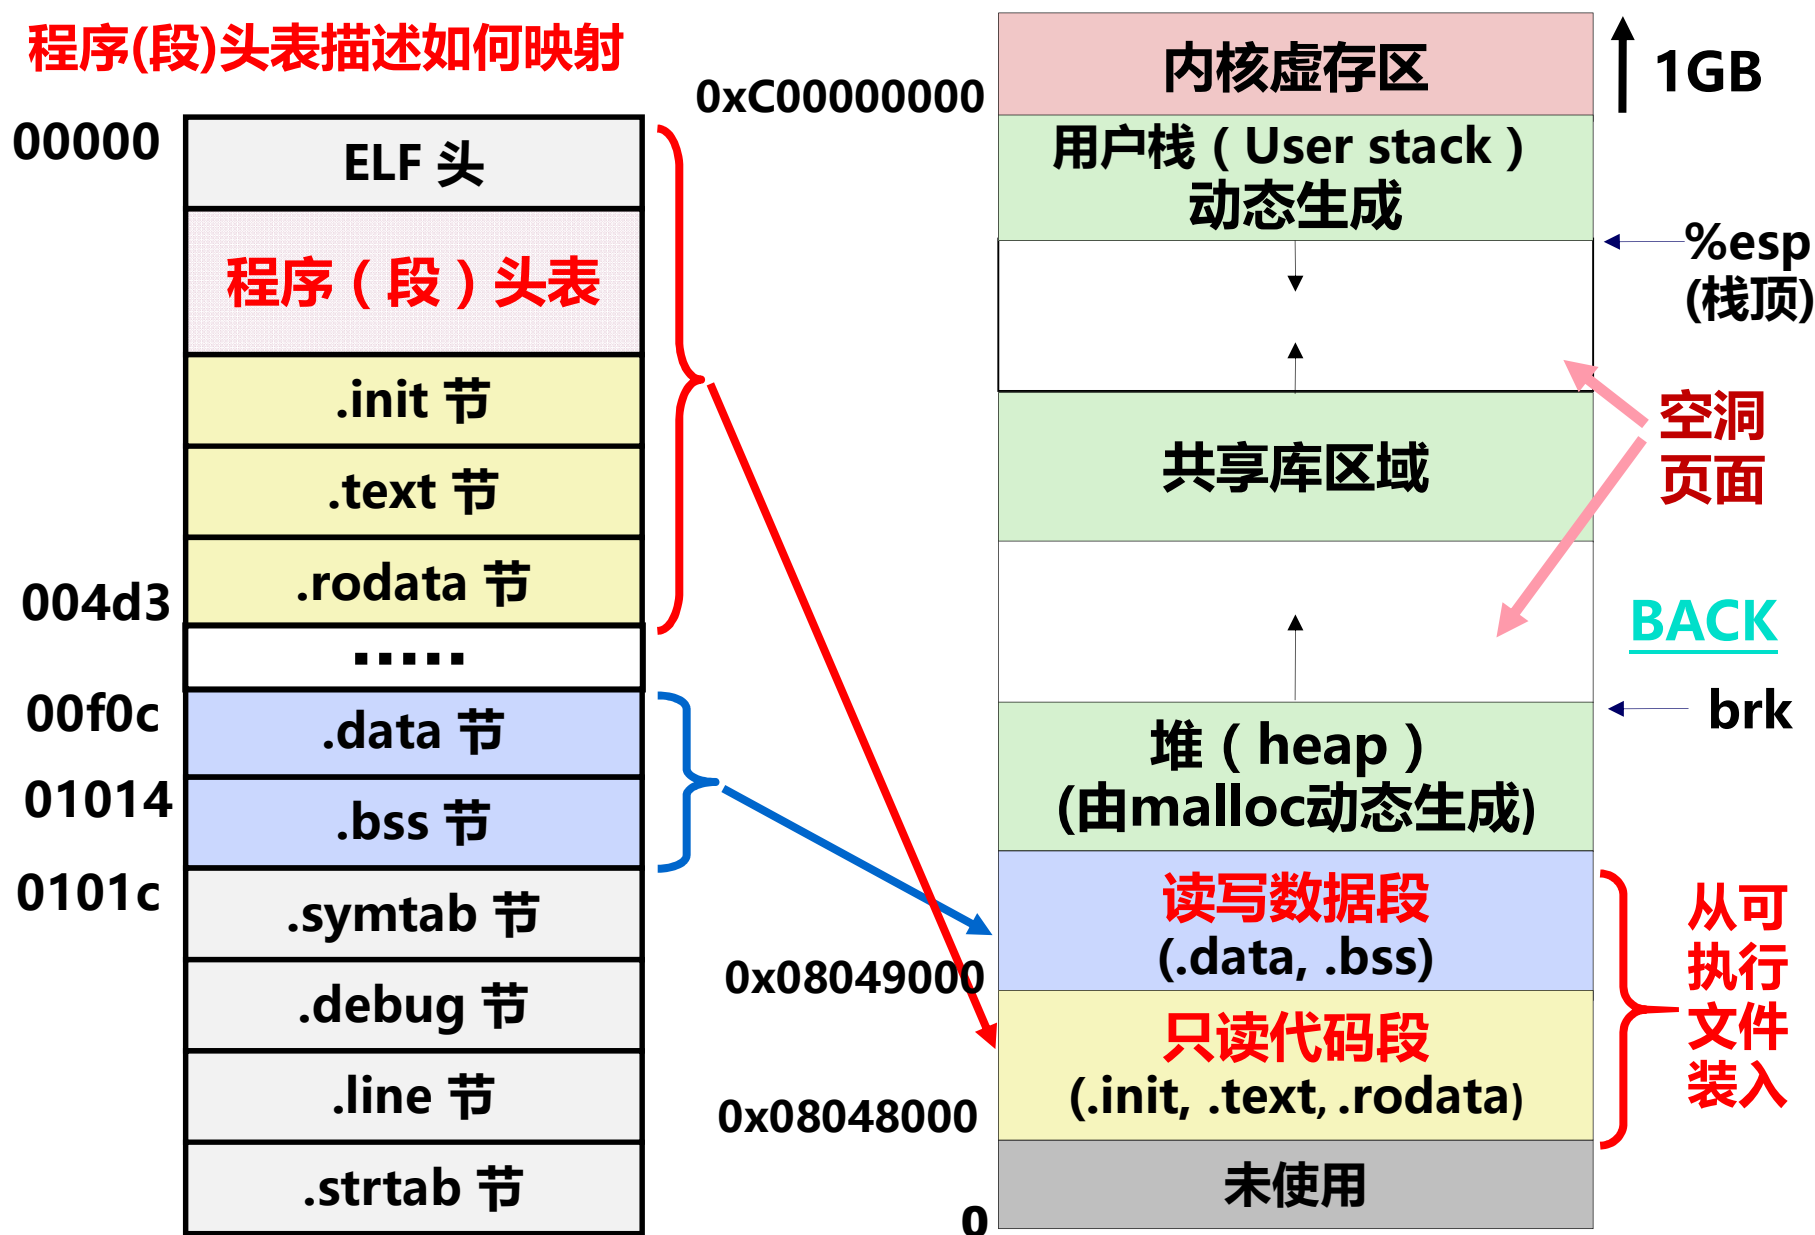 程序(段)头表描述如何映射
00000
ELF 头
程序（段）头表
.init 节
.text 节
.rodata 节
004d3
.....
00f0c
.data 节
01014
.bss 节
0101c
.symtab 节
.debug 节
.line 节
.strtab 节
内核虚存区
1GB
0xC00000000
用户栈（User stack）
动态生成
%esp
(栈顶)
空洞
页面
共享库区域
BACK
brk
堆（heap）
(由malloc动态生成)
读写数据段
(.data, .bss)
0x08049000
只读代码段
(.init, .text, .rodata)
0x08048000
从可
执行
文件
装入
未使用
0